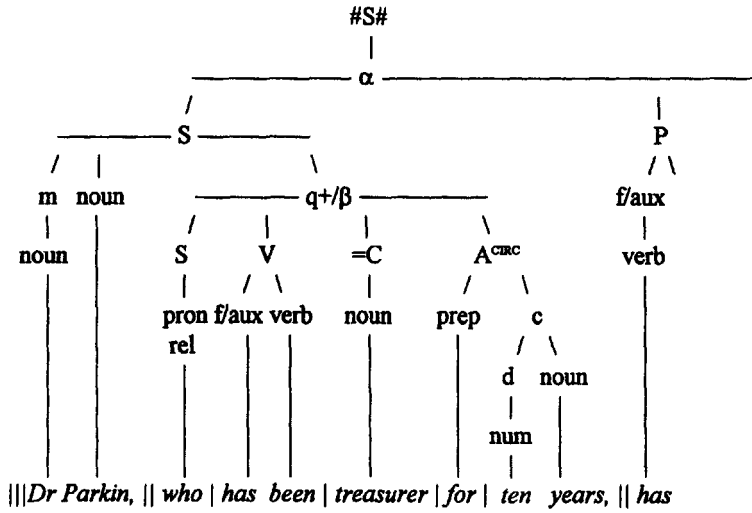 #S#
α
S P
m noun q+/β f/aux
noun S V =C A^CIRC verb
pron f/aux verb noun prep c
rel
d noun
num
|||Dr Parkin, || who | has been | treasurer | for | ten years, || has